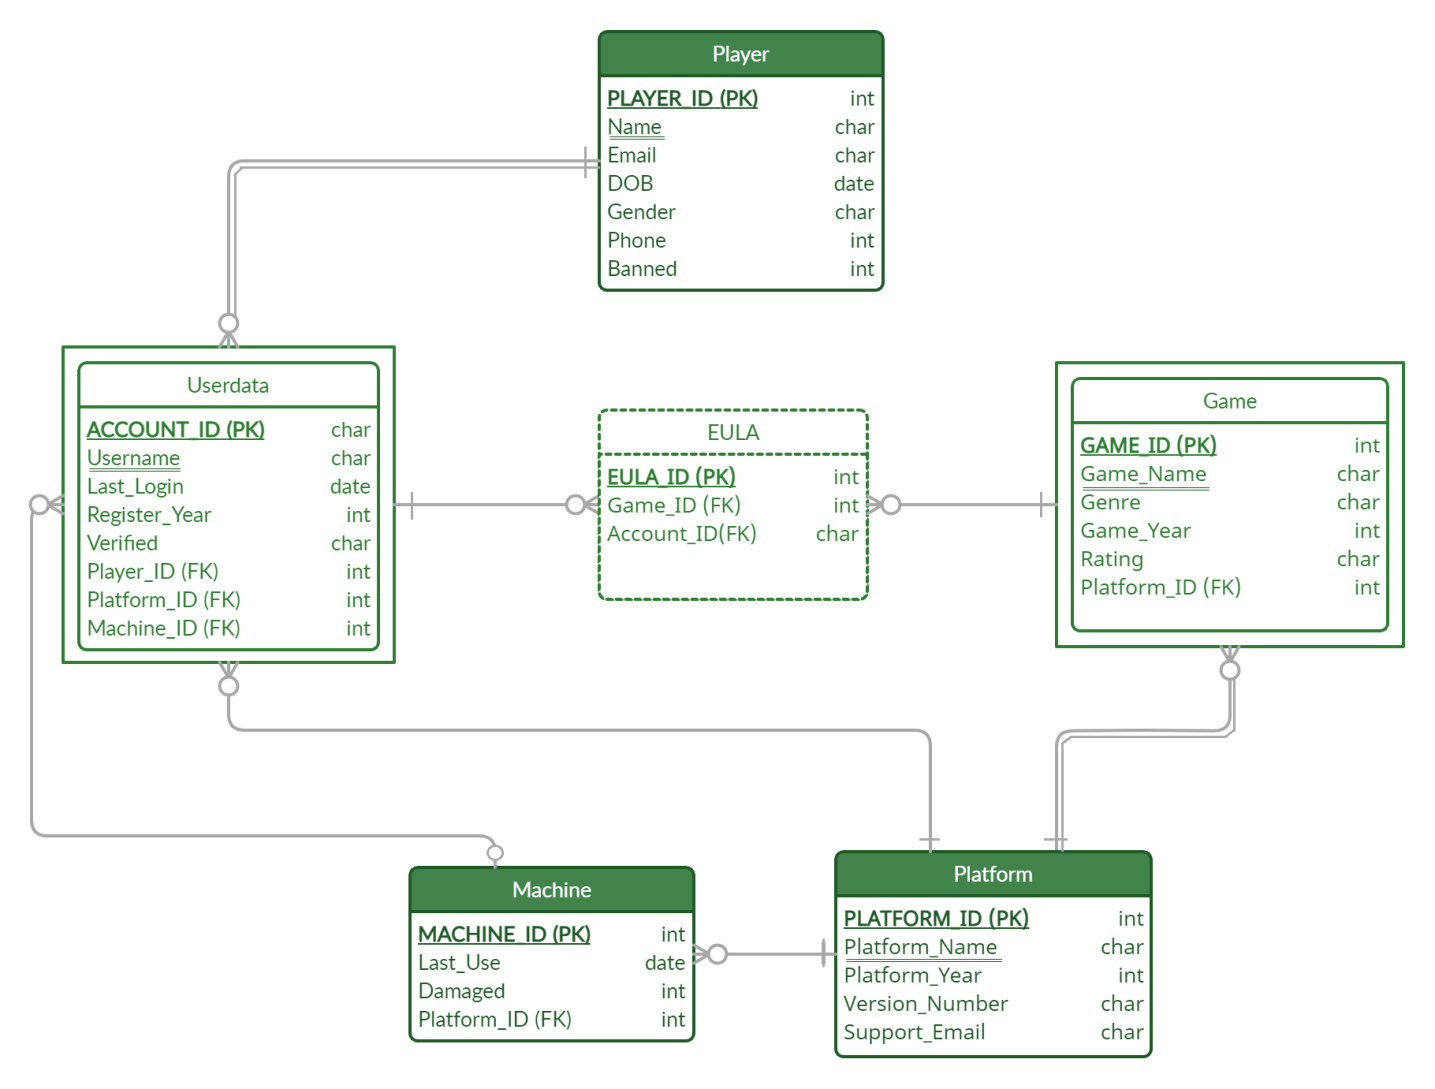 Player
PLAYER_ID (PK) int
Name char
Email char
DOB date
Gender char
Phone int
Banned int
Userdata
ACCOUNT_ID (PK) char
Username char
Last_Login date
Register_Year int
Verified char
Player_ID (FK) int
Platform_ID (FK) int
Machine_ID (FK) int
EULA
EULA_ID (PK) int
Game_ID (FK) int
Account_ID(FK) char
Game
GAME_ID (PK) int
Game_Name char
Genre char
Game_Year int
Rating char
Platform_ID (FK) int
Machine
MACHINE_ID (PK) int
Last_Use date
Damaged int
Platform_ID (FK) int
Platform
PLATFORM_ID (PK) int
Platform_Name char
Platform_Year int
Version_Number char
Support_Email char